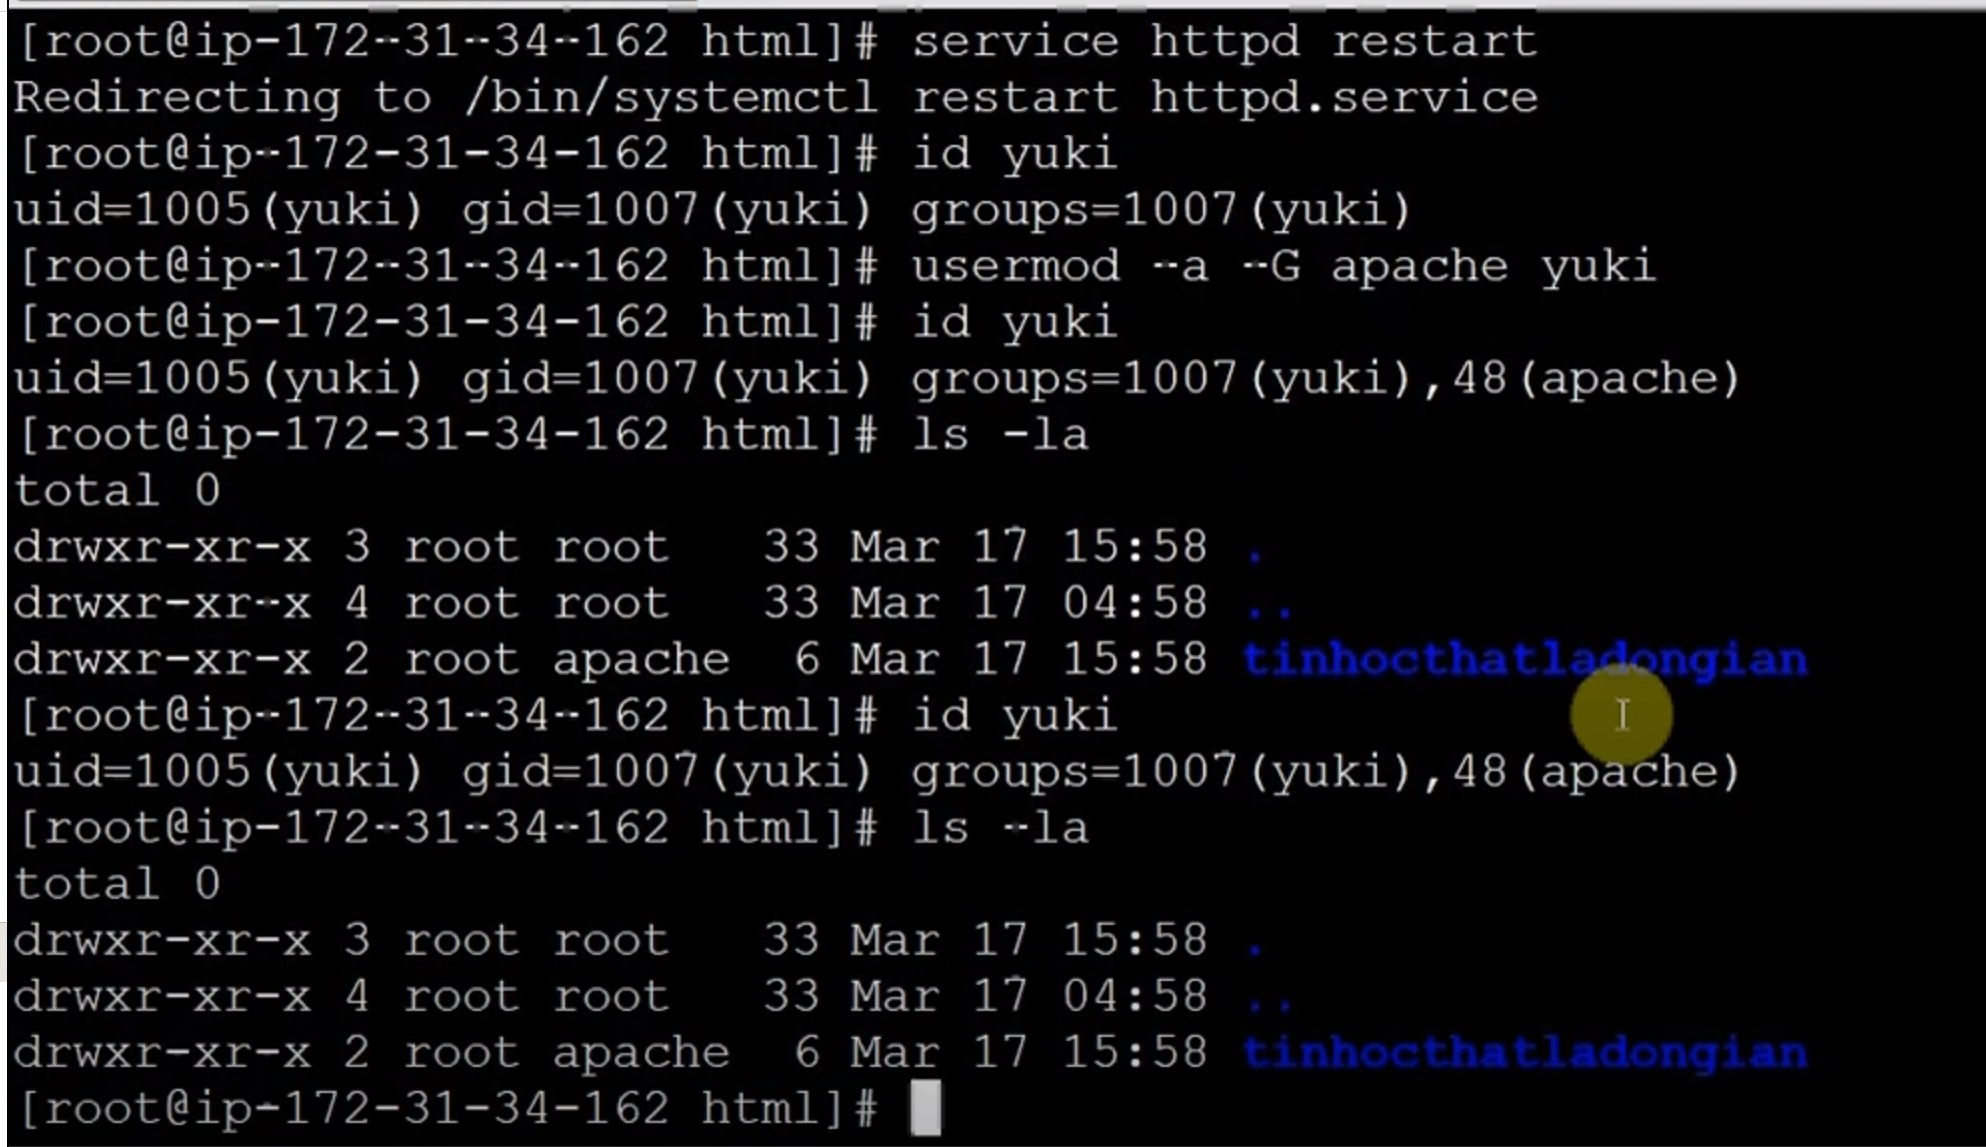 [root@ip-172-31-34-162 html]# service httpd restart
Redirecting to /bin/systemctl restart httpd.service
[root@ip-172-31-34-162 html]# id yuki
uid=1005(yuki) gid=1007(yuki) groups=1007(yuki)
[root@ip-172-31-34-162 html]# usermod -a -G apache yuki
[root@ip-172-31-34-162 html]# id yuki
uid=1005(yuki) gid=1007(yuki) groups=1007(yuki),48(apache)
[root@ip-172-31-34-162 html]# ls -la
total 0
drwxr-xr-x 3 root root   33 Mar 17 15:58 .
drwxr-xr-x 4 root root   33 Mar 17 04:58 ..
drwxr-xr-x 2 root apache  6 Mar 17 15:58 tinhocthatladongian
[root@ip-172-31-34-162 html]# id yuki
uid=1005(yuki) gid=1007(yuki) groups=1007(yuki),48(apache)
[root@ip-172-31-34-162 html]# ls -la
total 0
drwxr-xr-x 3 root root   33 Mar 17 15:58 .
drwxr-xr-x 4 root root   33 Mar 17 04:58 ..
drwxr-xr-x 2 root apache  6 Mar 17 15:58 tinhocthatladongian
[root@ip-172-31-34-162 html]#